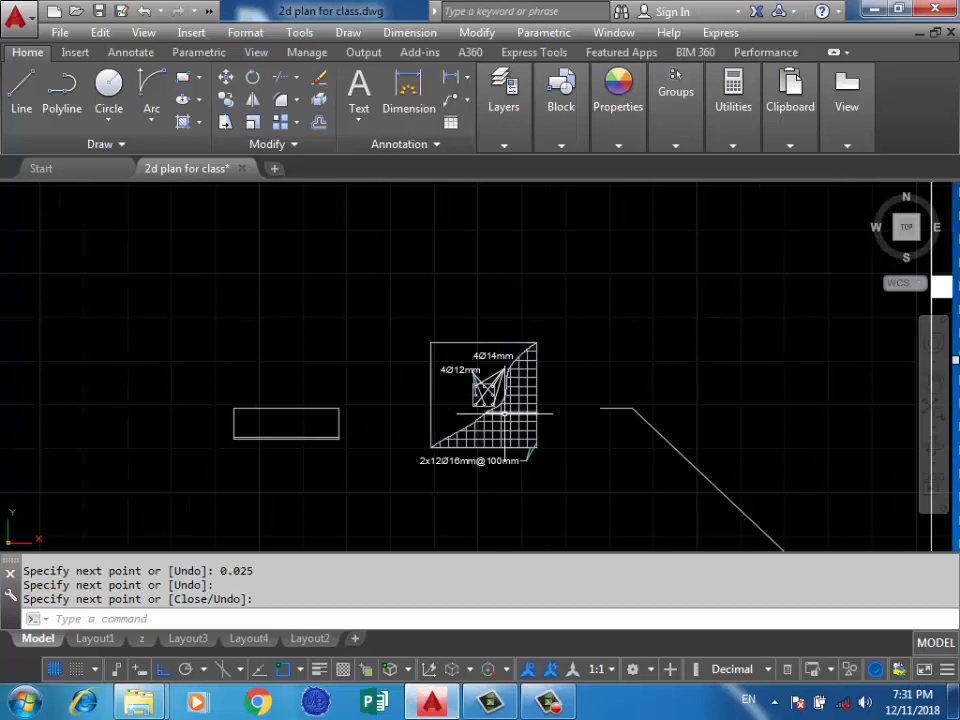 2d plan for class.dwg
Type a keyword or phrase
Sign In
File Edit View Insert Format Tools Draw Dimension Modify Parametric Window Help Express
Home Insert Annotate Parametric View Manage Output Add-ins A360 Express Tools Featured Apps BIM 360 Performance
Line Polyline Circle Arc
Text Dimension
Layers Block Properties Groups Utilities Clipboard View
Draw Modify Annotation
Start 2d plan for class*
N
W TOP E
S
WCS
4Ø14mm
4Ø12mm
2x12Ø16mm@100mm
Y
X
Specify next point or [Undo]: 0.025
Specify next point or [Undo]:
Specify next point or [Close/Undo]:
Type a command
Model Layout1 z Layout3 Layout4 Layout2
MODEL
1:1 Decimal
EN
7:31 PM
12/11/2018